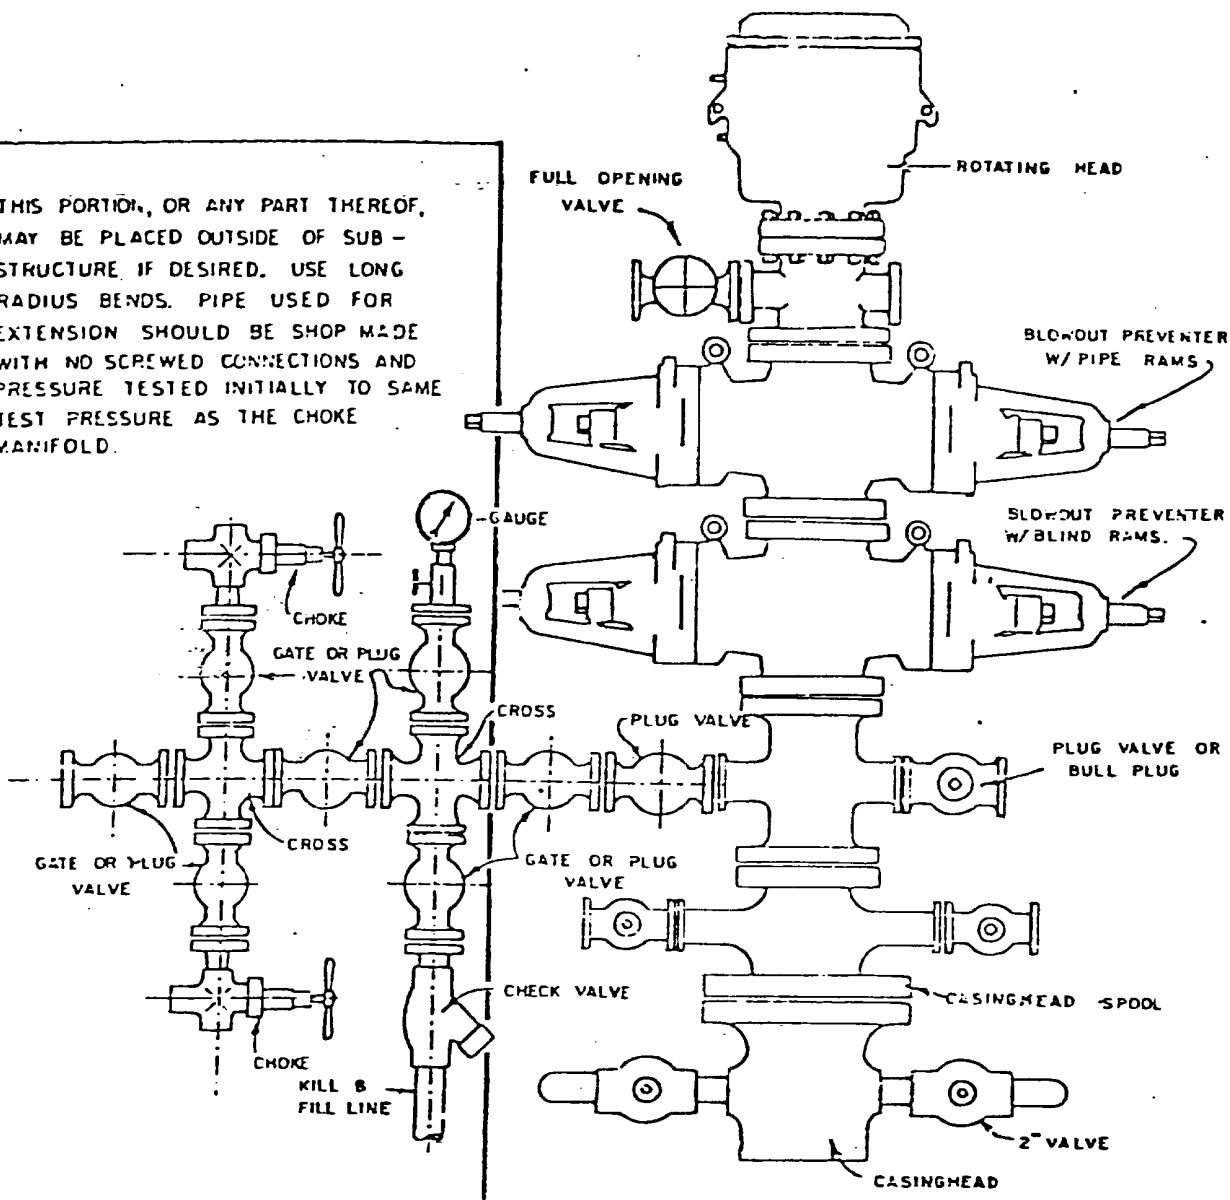 THIS PORTION, OR ANY PART THEREOF,
MAY BE PLACED OUTSIDE OF SUB-
STRUCTURE IF DESIRED. USE LONG
RADIUS BENDS. PIPE USED FOR
EXTENSION SHOULD BE SHOP MADE
WITH NO SCREWED CONNECTIONS AND
PRESSURE TESTED INITIALLY TO SAME
TEST PRESSURE AS THE CHOKE
MANIFOLD.
FULL OPENING
VALVE
ROTATING HEAD
BLOWOUT PREVENTER
W/ PIPE RAMS
BLOWOUT PREVENTER
W/ BLIND RAMS.
GAUGE
CHOKE
GATE OR PLUG
VALVE
CROSS
PLUG VALVE
PLUG VALVE OR
BULL PLUG
CROSS
GATE OR PLUG
VALVE
GATE OR PLUG
VALVE
CHECK VALVE
CASINGHEAD SPOOL
CHOKE
KILL &
FILL LINE
2" VALVE
CASINGHEAD